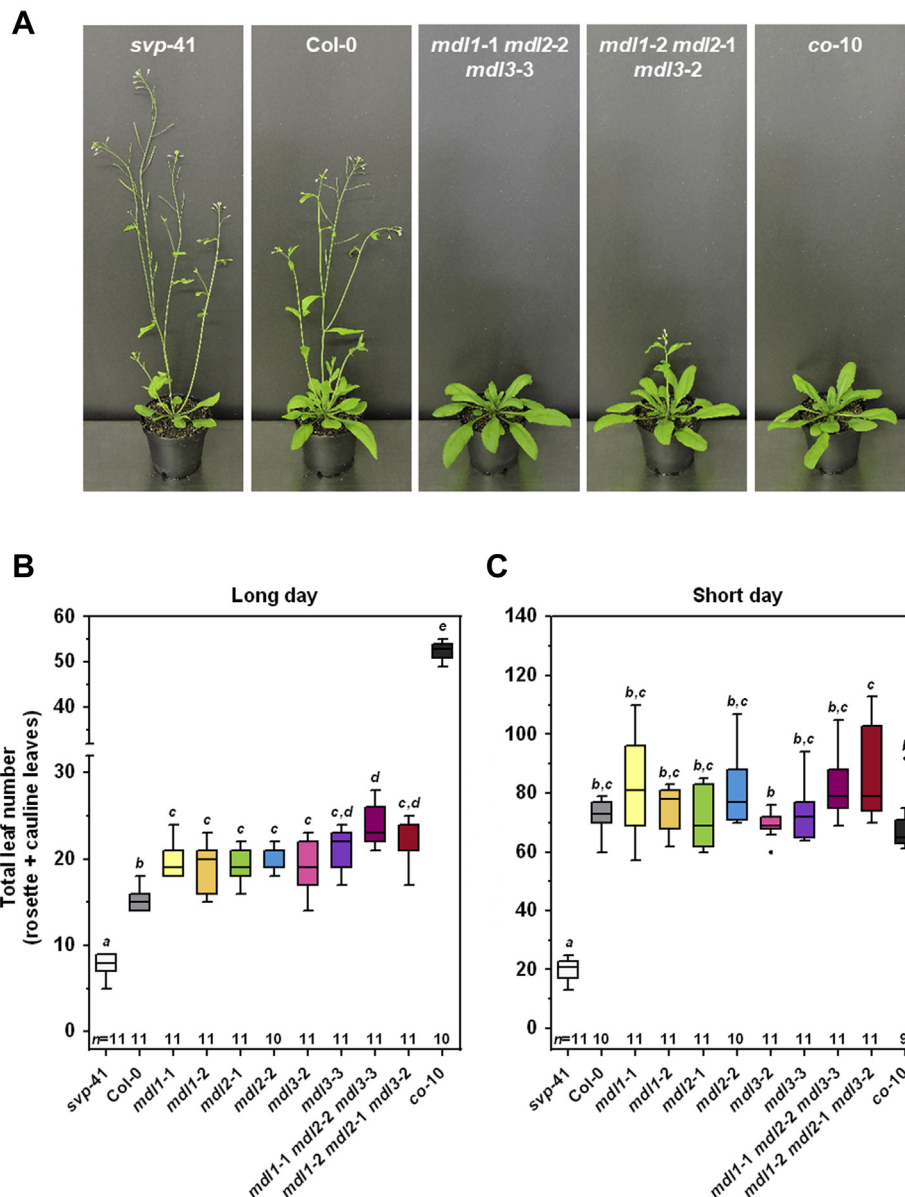 A
svp-41
Col-0
mdl1-1 mdl2-2
mdl3-3
mdl1-2 mdl2-1
mdl3-2
co-10
B
Long day
Total leaf number
(rosette + cauline leaves)
60
50
40
30
20
10
0
a
b
c
c
c
c
c
c,d
d
c,d
e
n=11
11
11
11
11
10
11
11
11
11
10
svp-41
Col-0
mdl1-1
mdl1-2
mdl2-1
mdl2-2
mdl3-2
mdl3-3
mdl1-1 mdl2-2 mdl3-3
mdl1-2 mdl2-1 mdl3-2
co-10
C
Short day
140
120
100
80
60
40
20
0
a
b,c
b,c
b,c
b,c
b,c
b
b,c
b,c
c
n=11
10
11
11
11
10
11
11
11
11
9
svp-41
Col-0
mdl1-1
mdl1-2
mdl2-1
mdl2-2
mdl3-2
mdl3-3
mdl1-1 mdl2-2 mdl3-3
mdl1-2 mdl2-1 mdl3-2
co-10